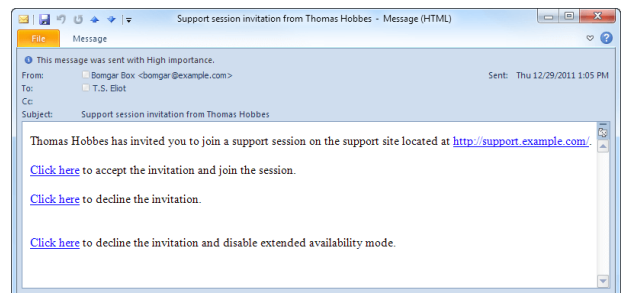 Support session invitation from Thomas Hobbes - Message (HTML)
File Message
This message was sent with High importance.
From: Bomgar Box <bomgar@example.com> Sent: Thu 12/29/2011 1:05 PM
To: T.S. Eliot
Cc:
Subject: Support session invitation from Thomas Hobbes
Thomas Hobbes has invited you to join a support session on the support site located at http://support.example.com/.
Click here to accept the invitation and join the session.
Click here to decline the invitation.
Click here to decline the invitation and disable extended availability mode.